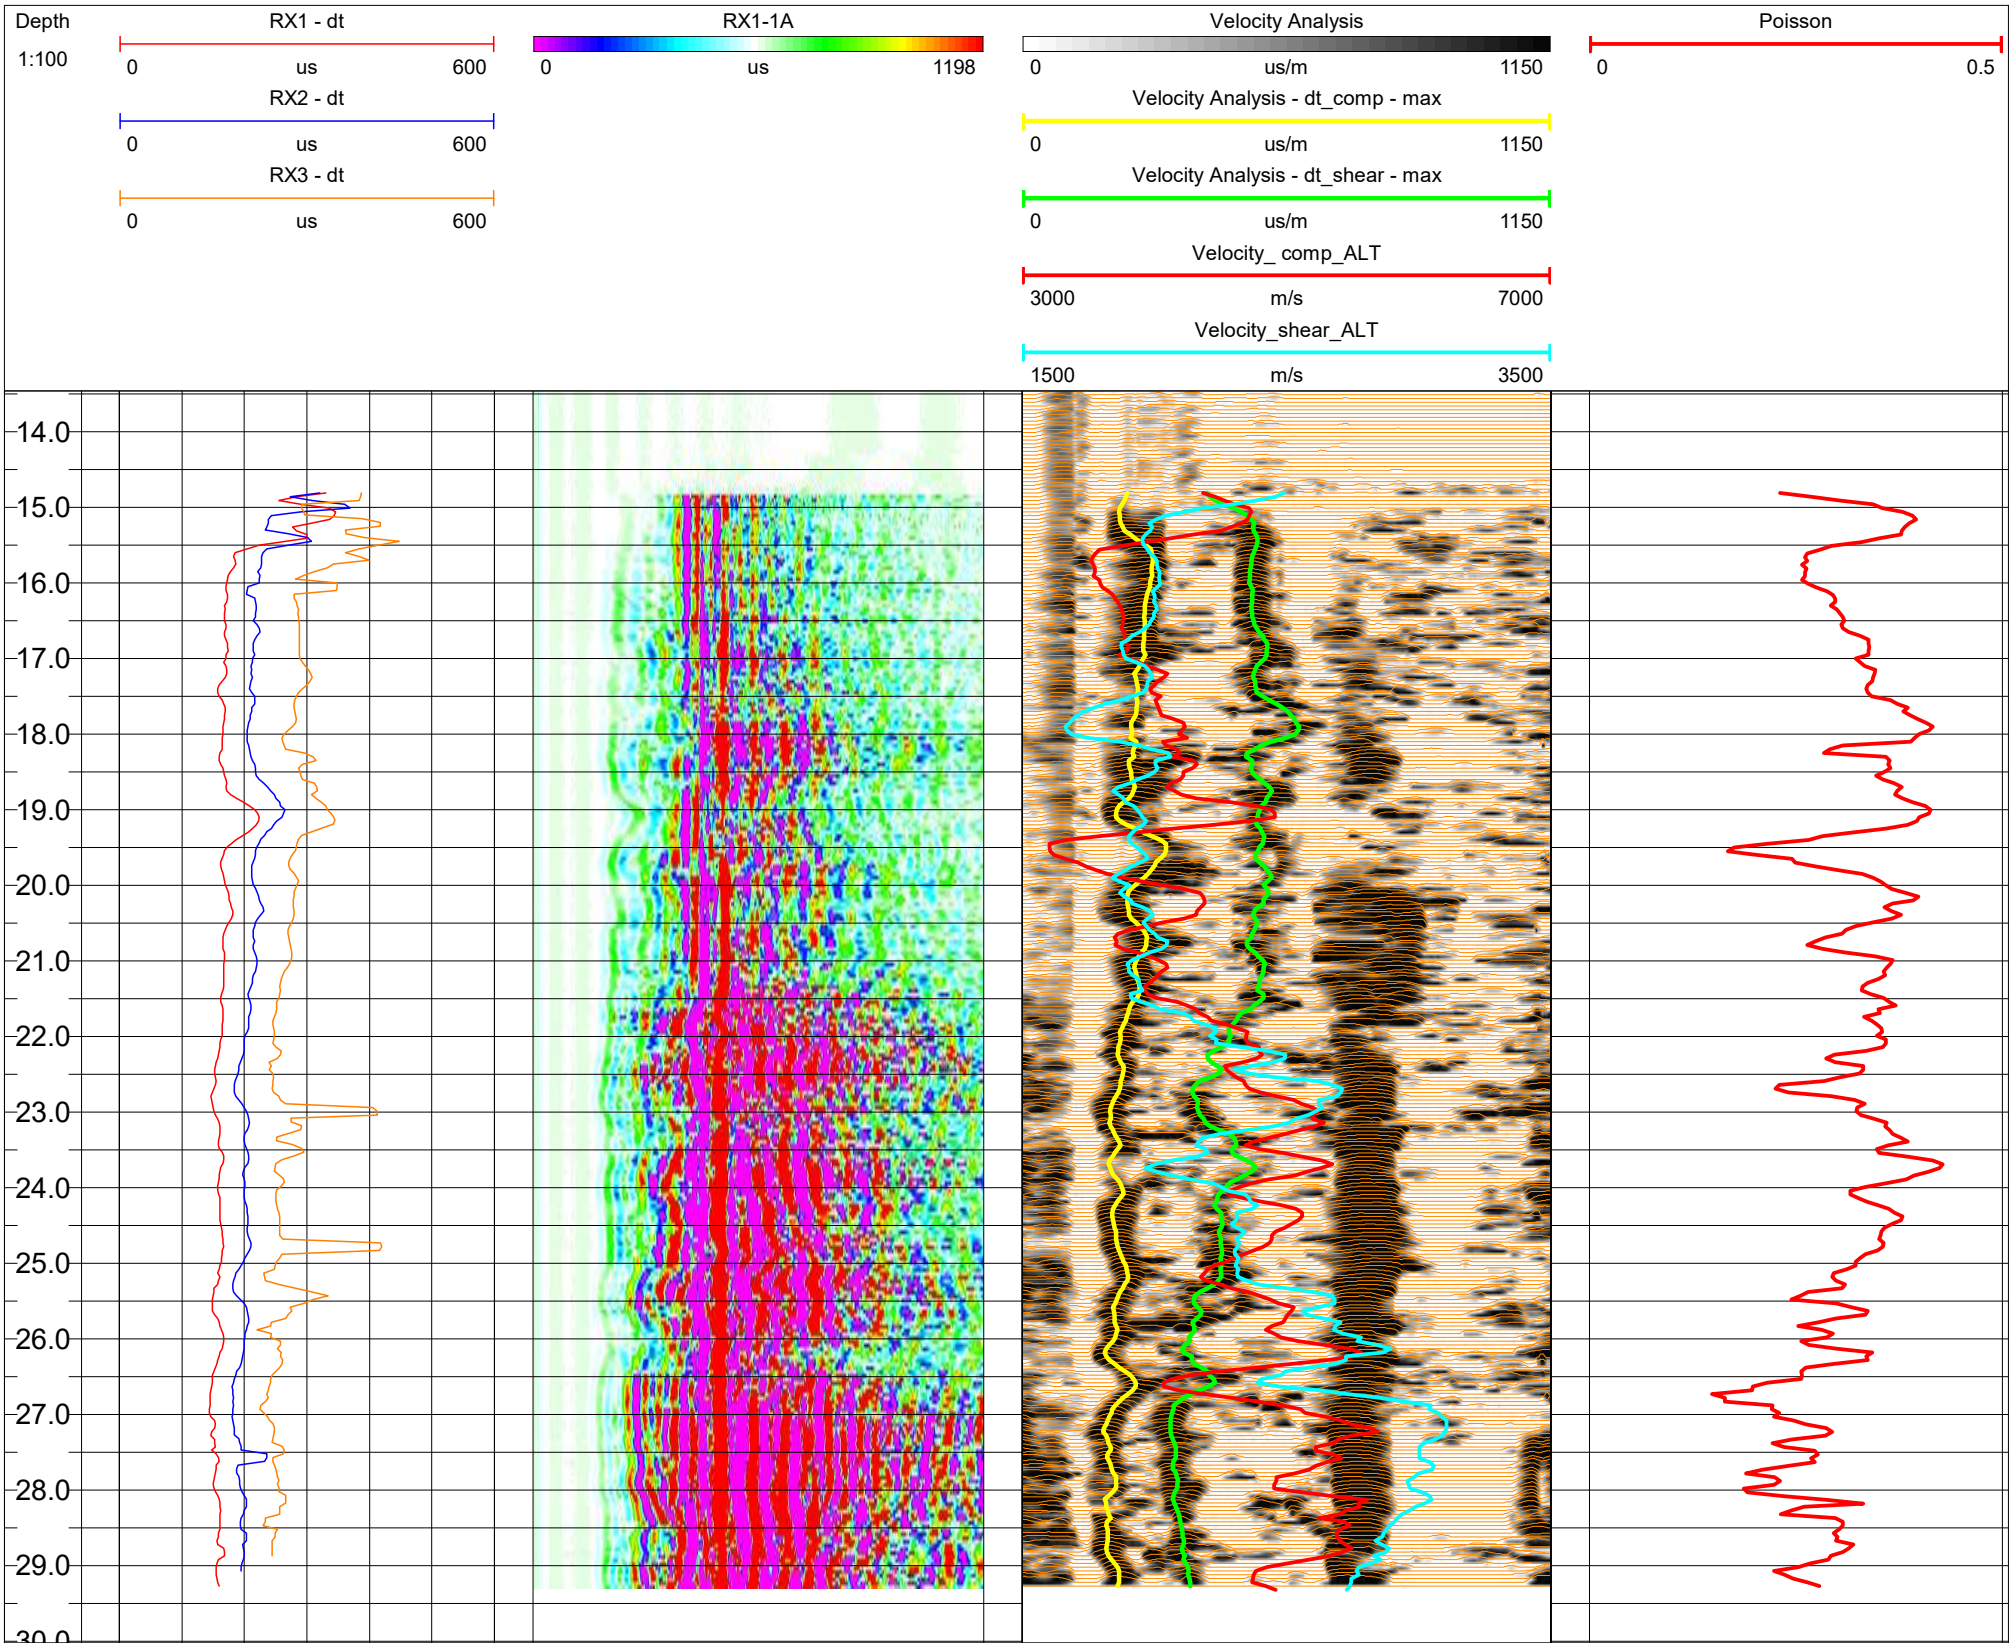 Depth
1:100
RX1 - dt
0 us 600
RX2 - dt
0 us 600
RX3 - dt
0 us 600
RX1-1A
0 us 1198
Velocity Analysis
0 us/m 1150
Velocity Analysis - dt_comp - max
0 us/m 1150
Velocity Analysis - dt_shear - max
0 us/m 1150
Velocity_ comp_ALT
3000 m/s 7000
Velocity_shear_ALT
1500 m/s 3500
Poisson
0 0.5
14.0
15.0
16.0
17.0
18.0
19.0
20.0
21.0
22.0
23.0
24.0
25.0
26.0
27.0
28.0
29.0
30.0